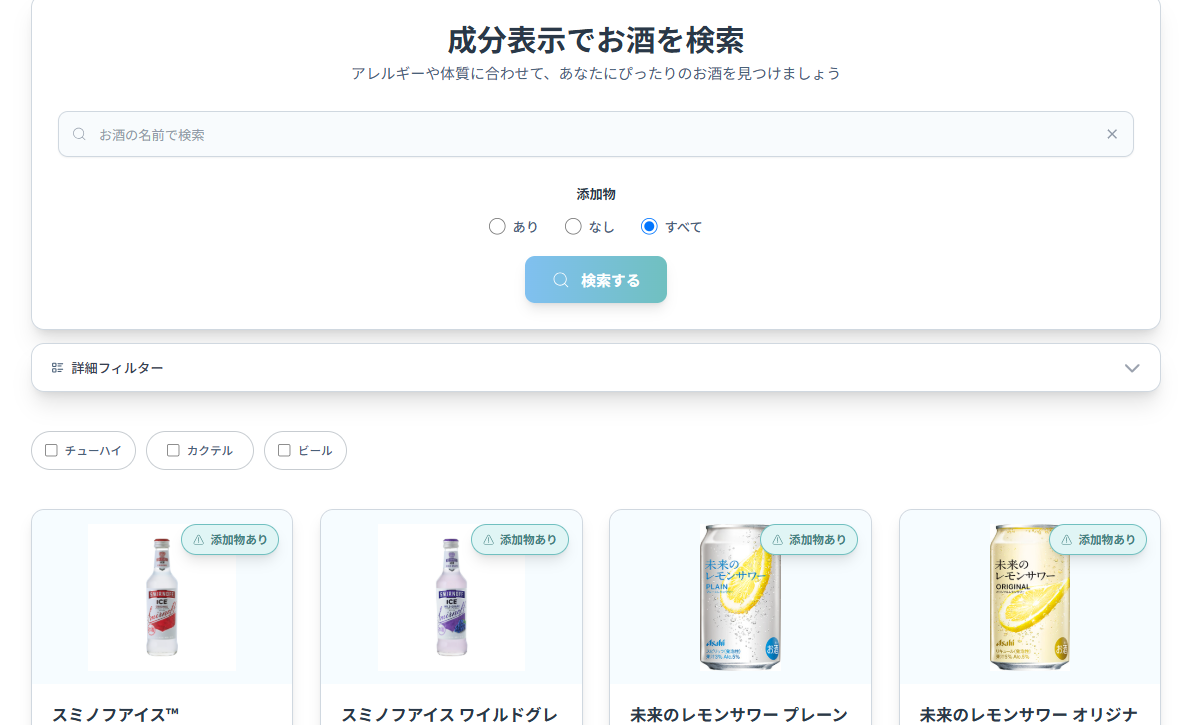 成分表示でお酒を検索
アレルギーや体質に合わせて、あなたにぴったりのお酒を見つけましょう
お酒の名前で検索
添加物
あり
なし
すべて
検索する
詳細フィルター
チューハイ
カクテル
ビール
添加物あり
SMIRNOFF
ICE
スミノフアイス™
添加物あり
SMIRNOFF
ICE
スミノフアイス ワイルドグレ
添加物あり
未来の
レモンサワー
PLAIN
Asahi
お酒
未来のレモンサワー プレーン
添加物あり
未来の
レモンサワー
ORIGINAL
Asahi
お酒
未来のレモンサワー オリジナ